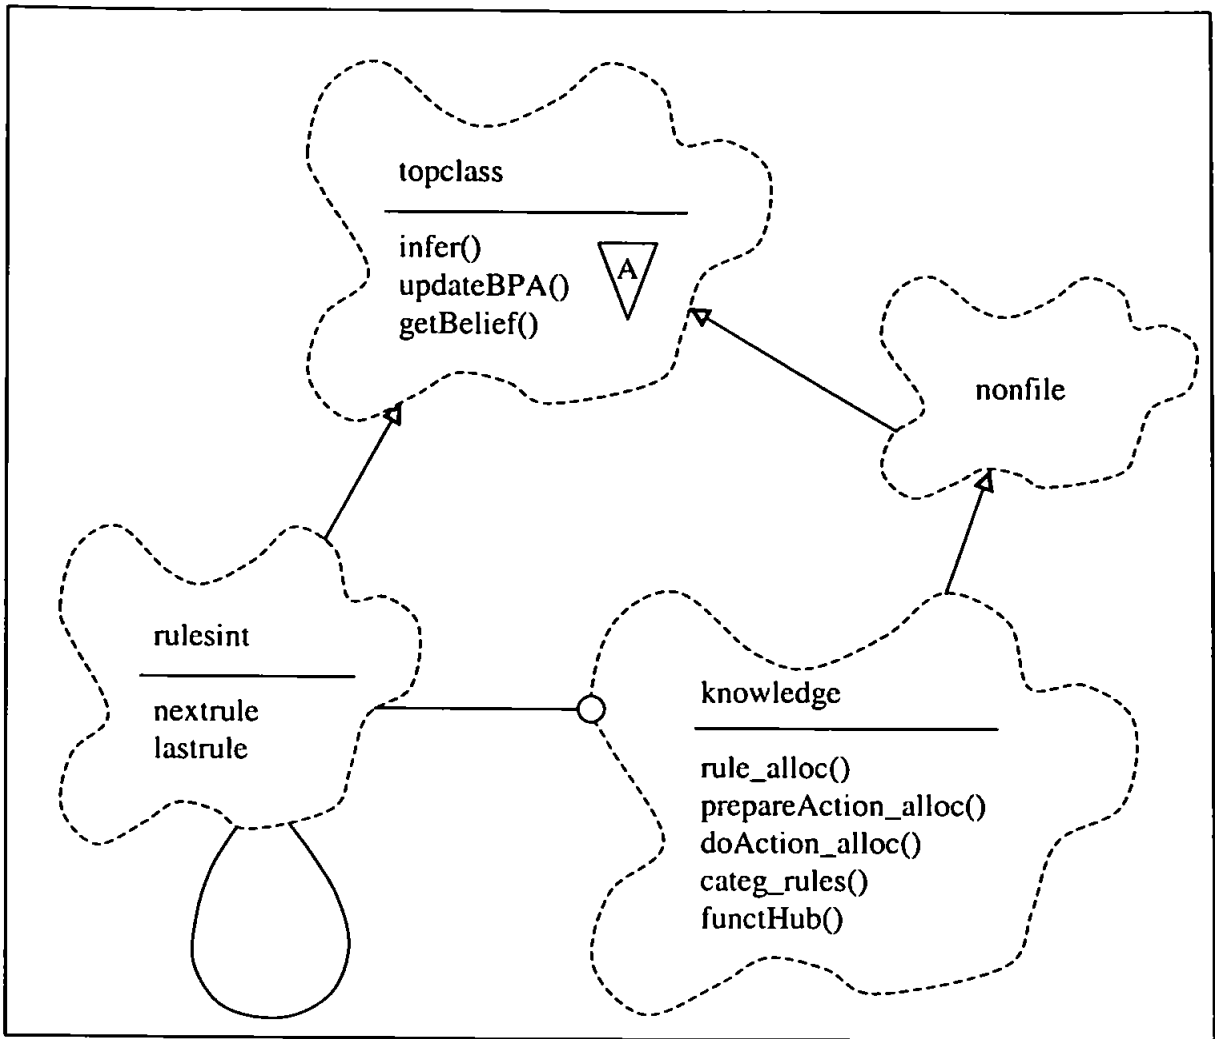 topclass
infer()
updateBPA()
getBelief()
A
nonfile
rulesint
nextrule
lastrule
knowledge
rule_alloc()
prepareAction_alloc()
doAction_alloc()
categ_rules()
functHub()